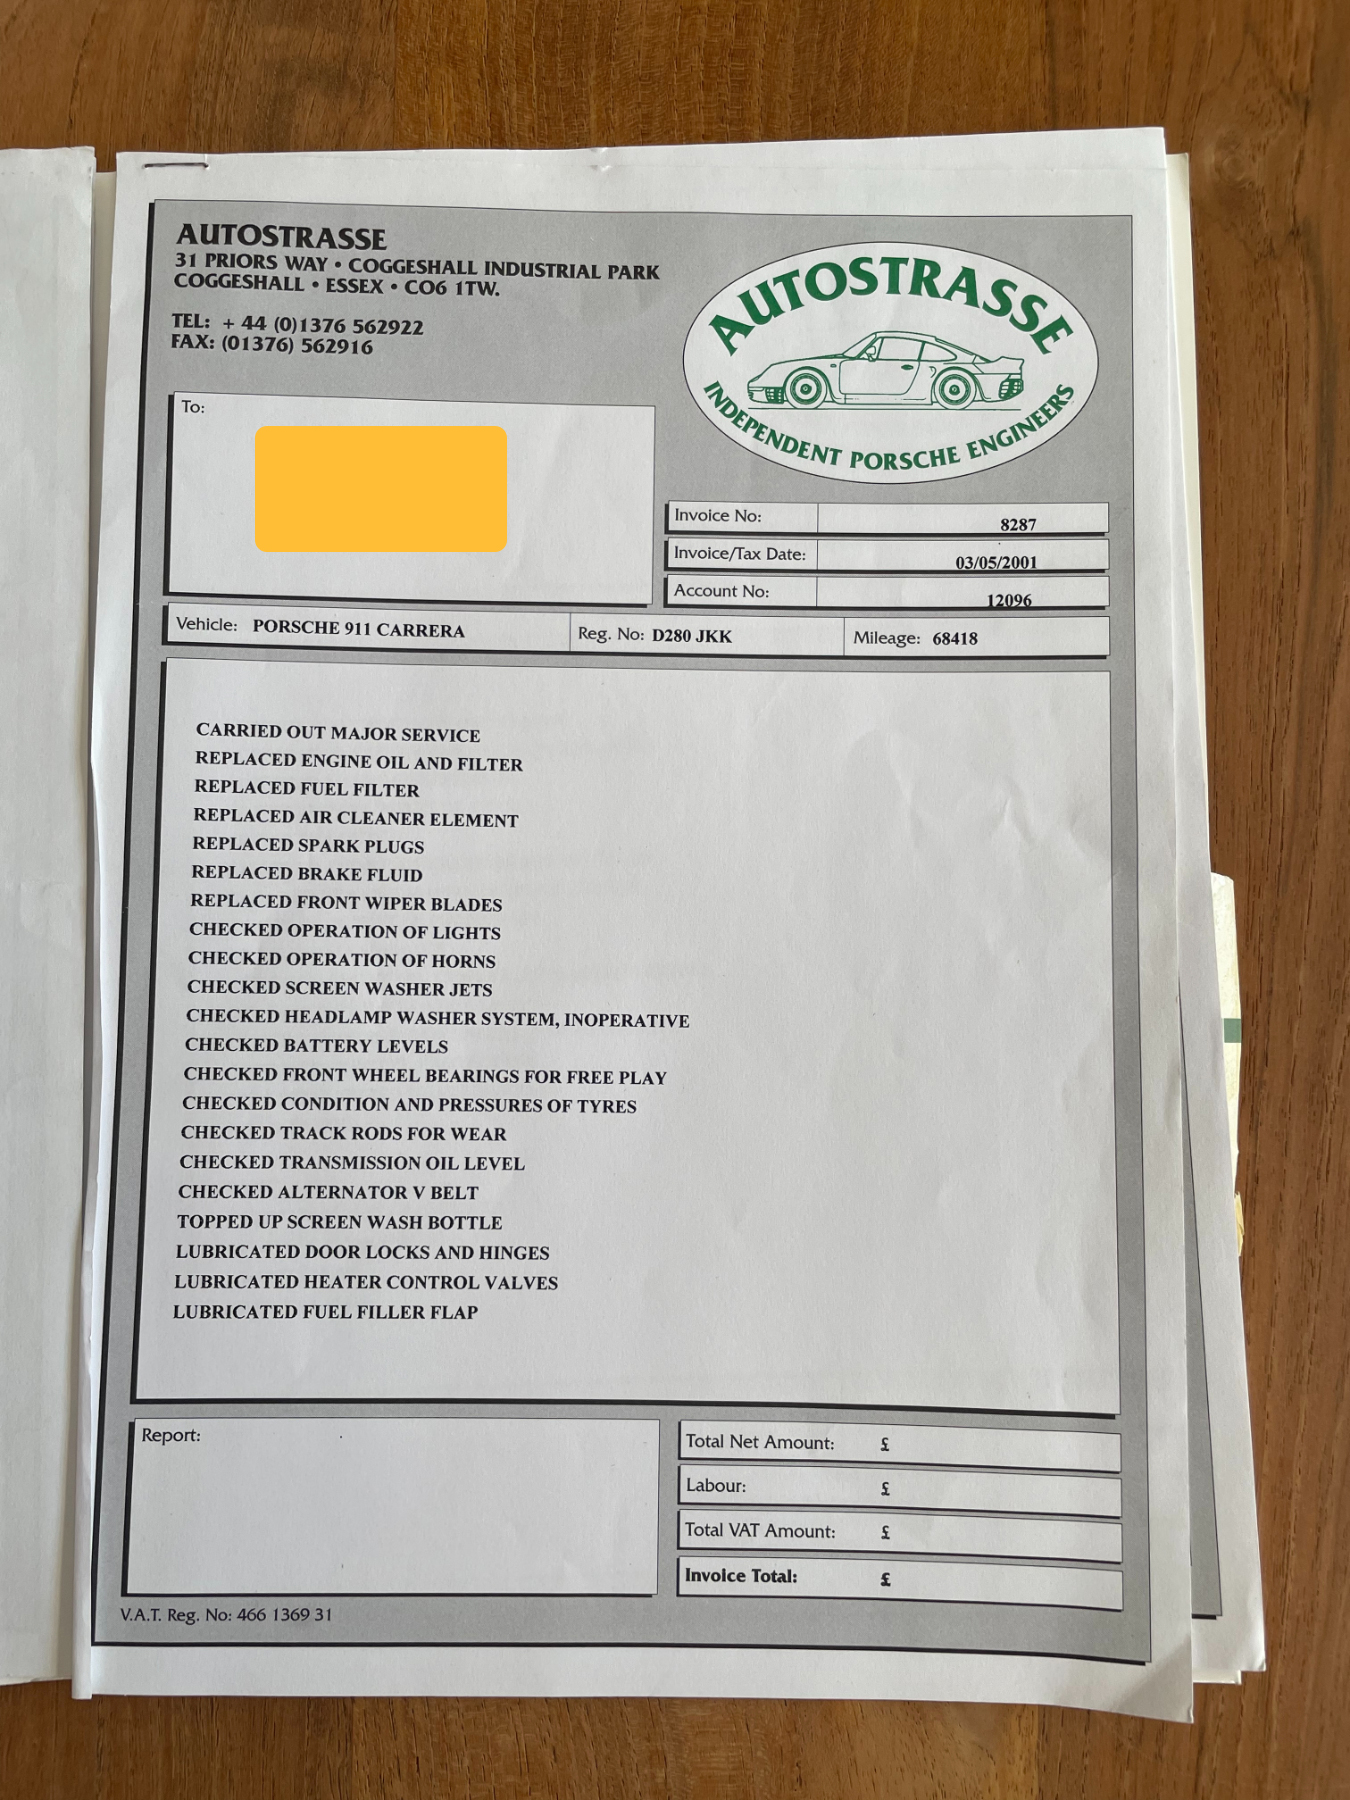 AUTOSTRASSE
31 PRIORS WAY • COGGESHALL INDUSTRIAL PARK
COGGESHALL • ESSEX • CO6 1TW.
TEL: + 44 (0)1376 562922
FAX: (01376) 562916
AUTOSTRASSE
INDEPENDENT PORSCHE ENGINEERS
To:
Invoice No: 8287
Invoice/Tax Date: 03/05/2001
Account No: 12096
Vehicle: PORSCHE 911 CARRERA Reg. No: D280 JKK Mileage: 68418
CARRIED OUT MAJOR SERVICE
REPLACED ENGINE OIL AND FILTER
REPLACED FUEL FILTER
REPLACED AIR CLEANER ELEMENT
REPLACED SPARK PLUGS
REPLACED BRAKE FLUID
REPLACED FRONT WIPER BLADES
CHECKED OPERATION OF LIGHTS
CHECKED OPERATION OF HORNS
CHECKED SCREEN WASHER JETS
CHECKED HEADLAMP WASHER SYSTEM, INOPERATIVE
CHECKED BATTERY LEVELS
CHECKED FRONT WHEEL BEARINGS FOR FREE PLAY
CHECKED CONDITION AND PRESSURES OF TYRES
CHECKED TRACK RODS FOR WEAR
CHECKED TRANSMISSION OIL LEVEL
CHECKED ALTERNATOR V BELT
TOPPED UP SCREEN WASH BOTTLE
LUBRICATED DOOR LOCKS AND HINGES
LUBRICATED HEATER CONTROL VALVES
LUBRICATED FUEL FILLER FLAP
Report:
Total Net Amount: £
Labour: £
Total VAT Amount: £
Invoice Total: £
V.A.T. Reg. No: 466 1369 31